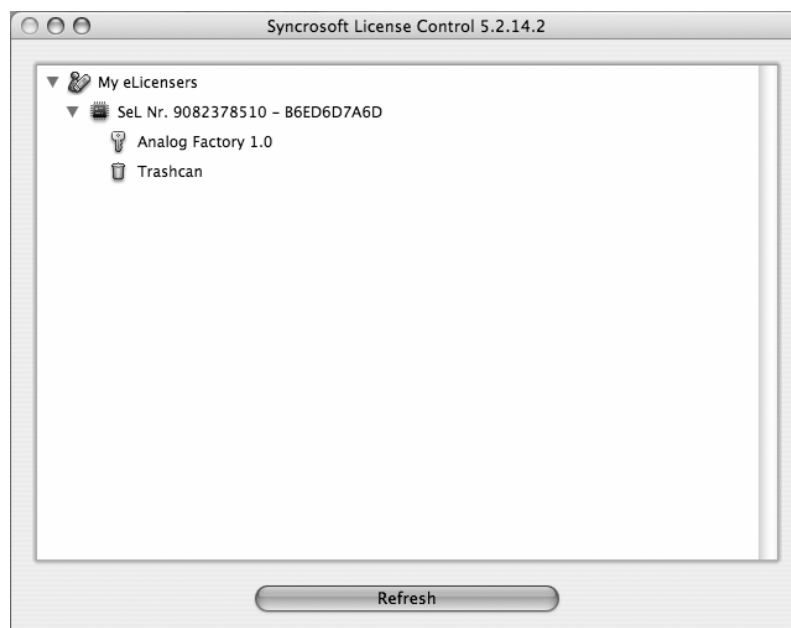 Syncrosoft License Control 5.2.14.2
My eLicensers
SeL Nr. 9082378510 – B6ED6D7A6D
Analog Factory 1.0
Trashcan
Refresh